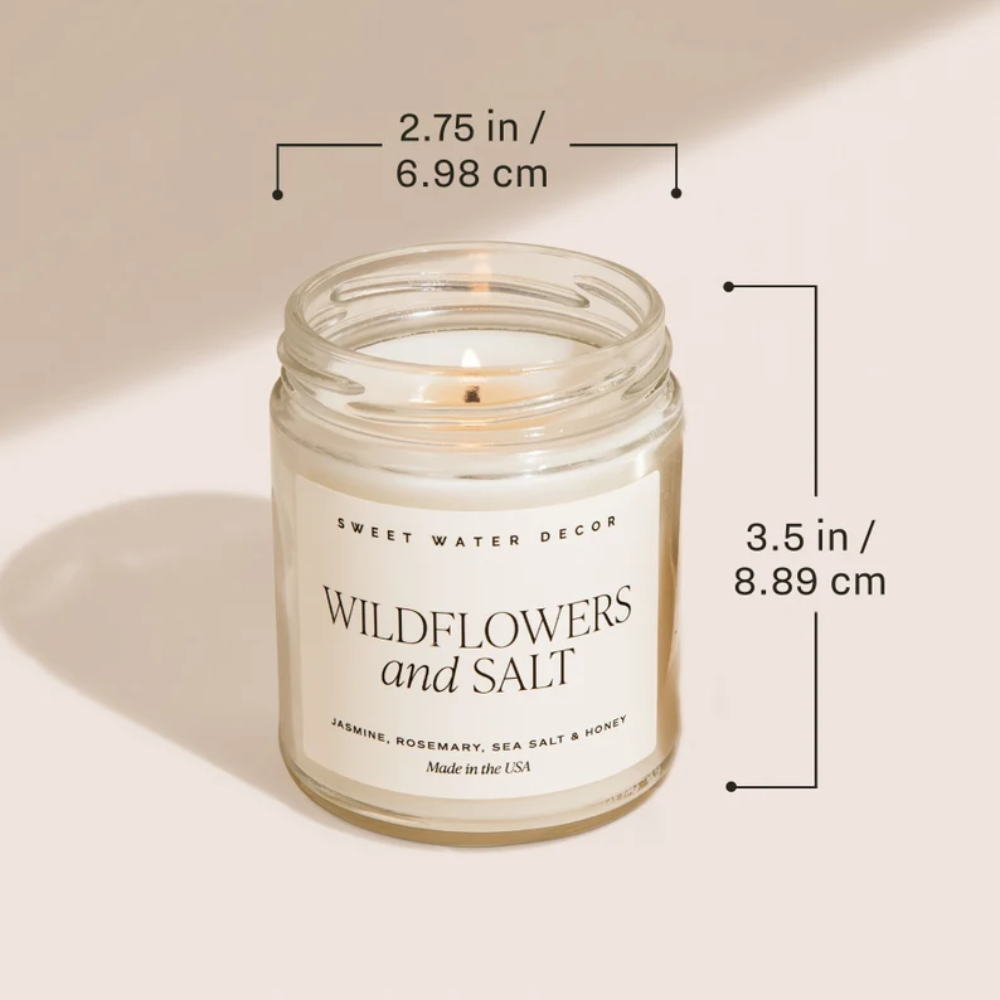 2.75 in /
6.98 cm
SWEET WATER DECOR
WILDFLOWERS
and SALT
JASMINE, ROSEMARY, SEA SALT & HONEY
Made in the USA
3.5 in /
8.89 cm